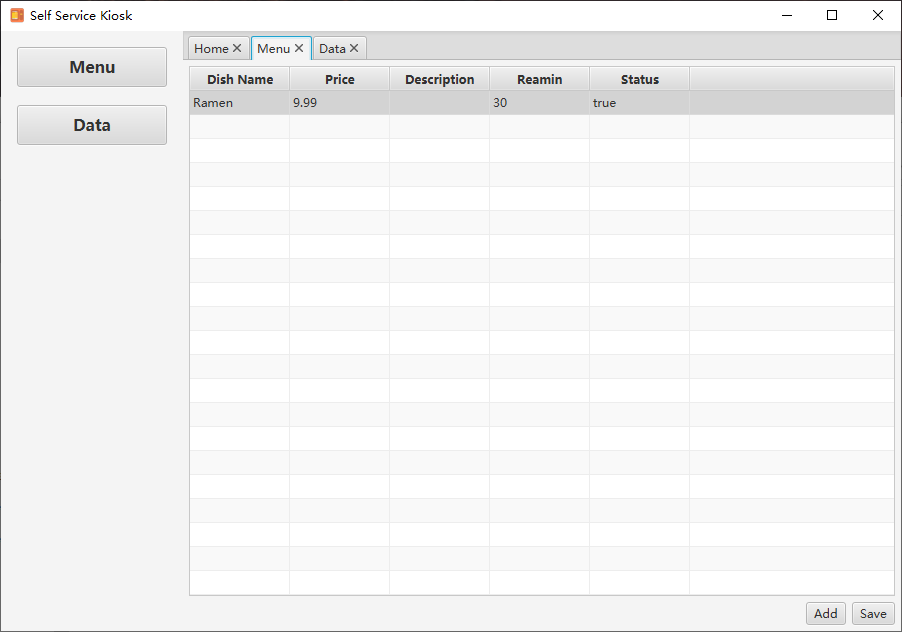 Self Service Kiosk
Menu
Data
Home Menu Data
Dish Name Price Description Reamin Status
Ramen 9.99 30 true
Add Save